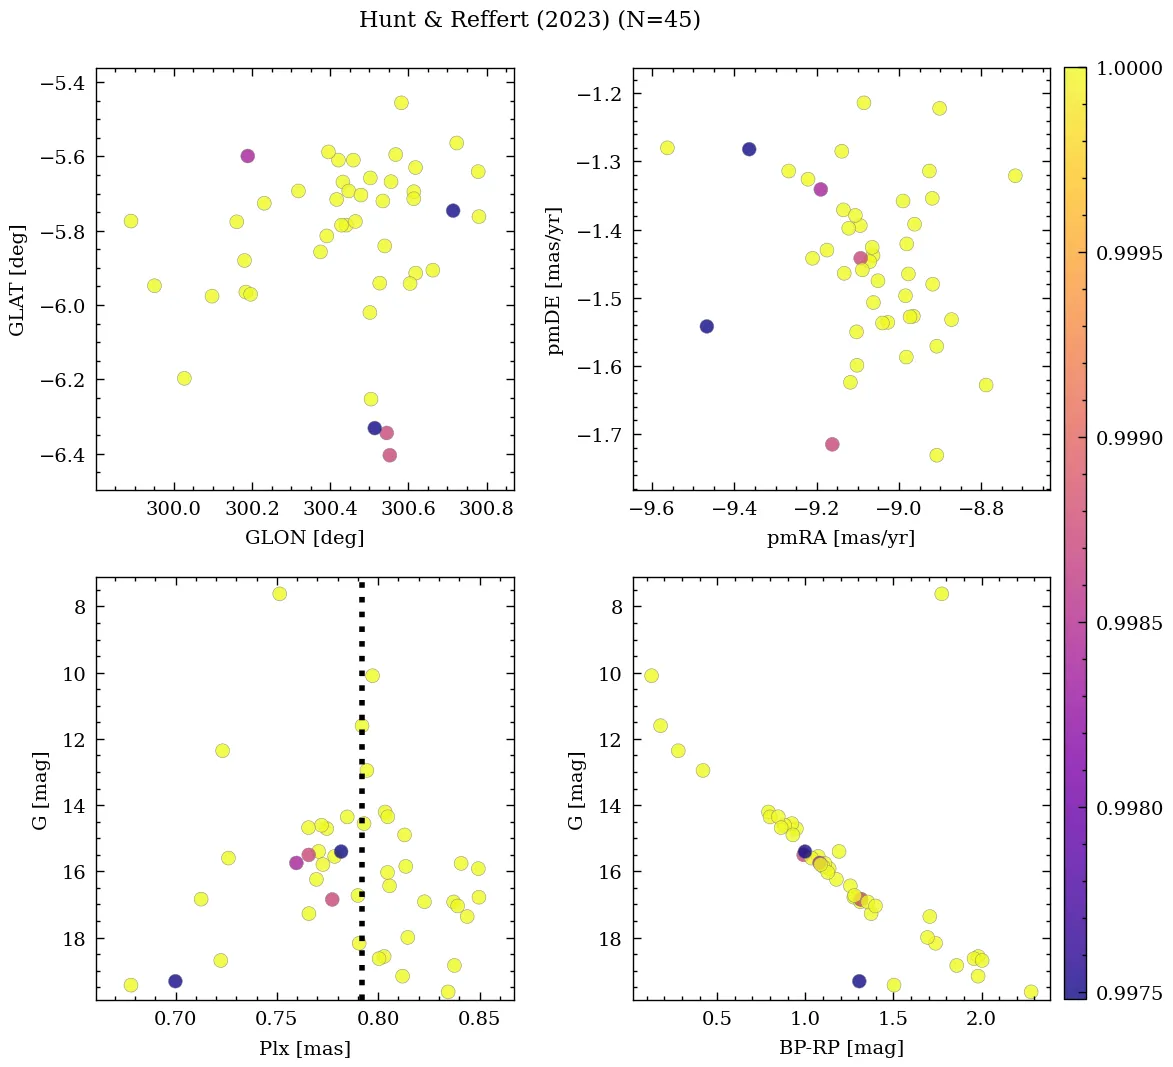 Hunt & Reffert (2023) (N=45)
−5.4
−5.6
−5.8
−6.0
−6.2
−6.4
GLAT [deg]
300.0 300.2 300.4 300.6 300.8
GLON [deg]
−1.2
−1.3
−1.4
−1.5
−1.6
−1.7
pmDE [mas/yr]
−9.6 −9.4 −9.2 −9.0 −8.8
pmRA [mas/yr]
8
10
12
14
16
18
G [mag]
0.70 0.75 0.80 0.85
Plx [mas]
8
10
12
14
16
18
G [mag]
0.5 1.0 1.5 2.0
BP-RP [mag]
1.0000
0.9995
0.9990
0.9985
0.9980
0.9975